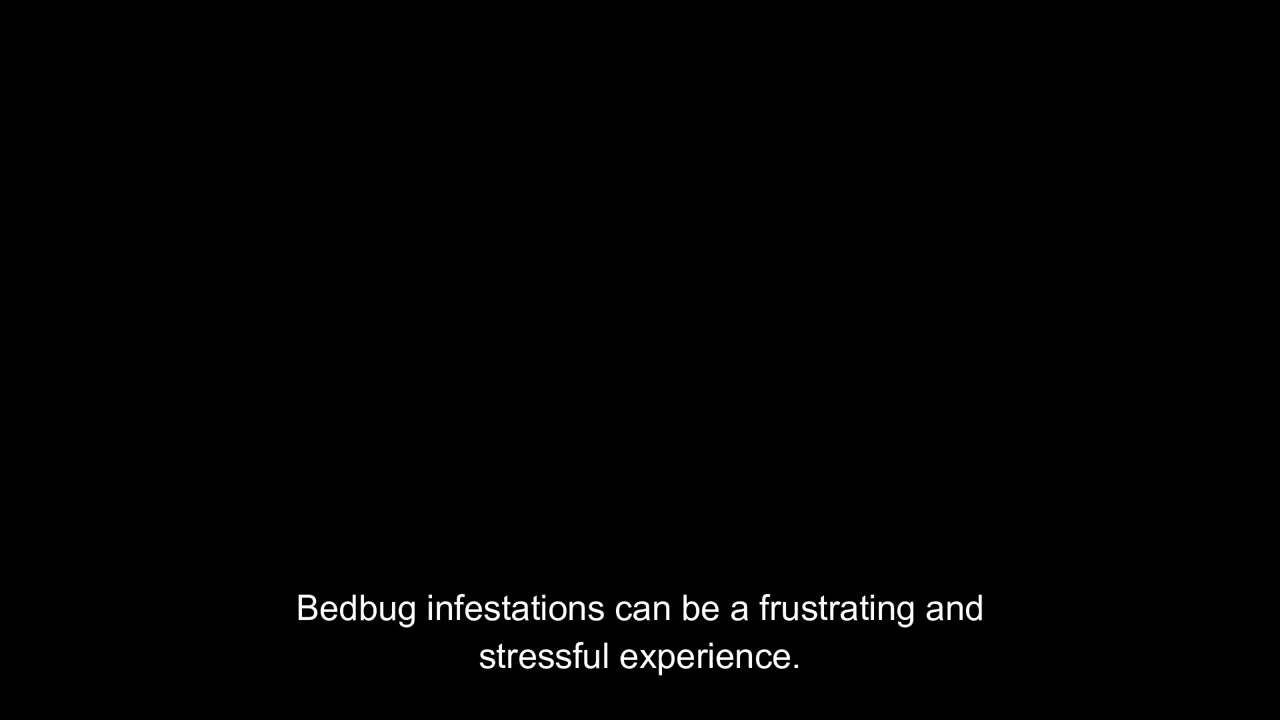 Bedbug infestations can be a frustrating and
stressful experience.